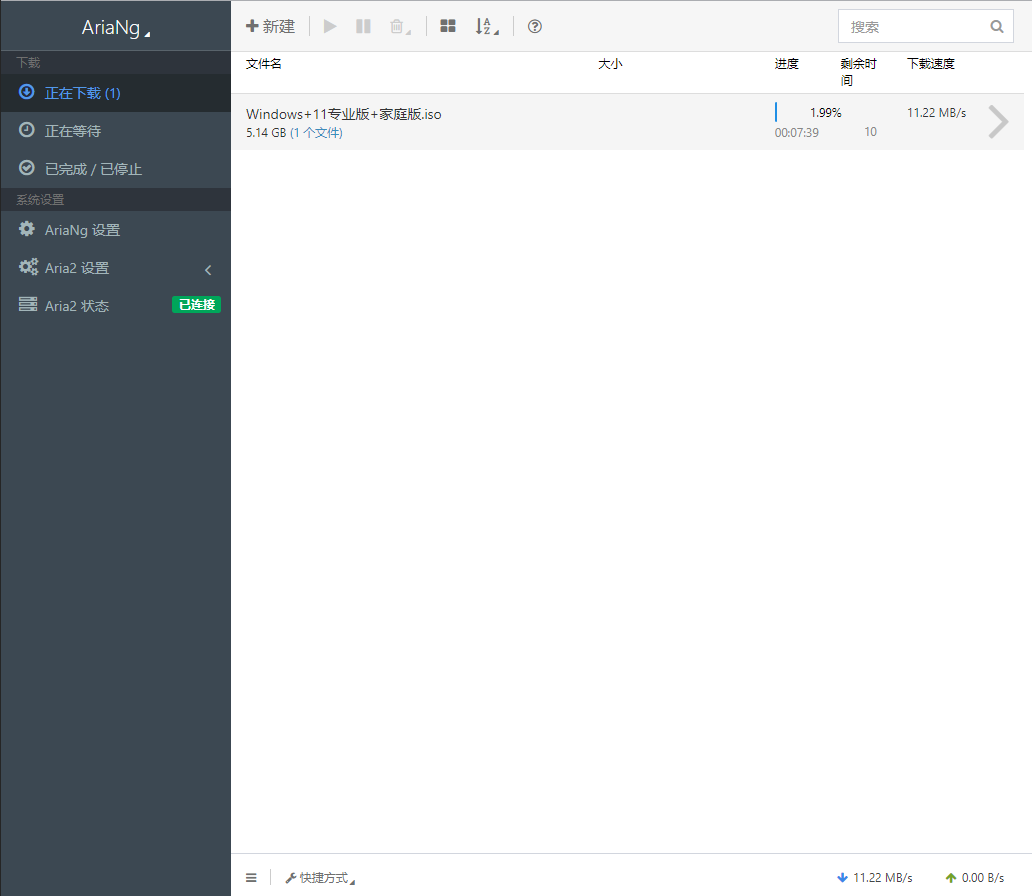 AriaNg
下载
正在下载 (1)
正在等待
已完成 / 已停止
系统设置
AriaNg 设置
Aria2 设置
Aria2 状态 已连接
新建
搜索
文件名 大小 进度 剩余时间 下载速度
Windows+11专业版+家庭版.iso 1.99% 11.22 MB/s
5.14 GB (1 个文件) 00:07:39 10
快捷方式 11.22 MB/s 0.00 B/s